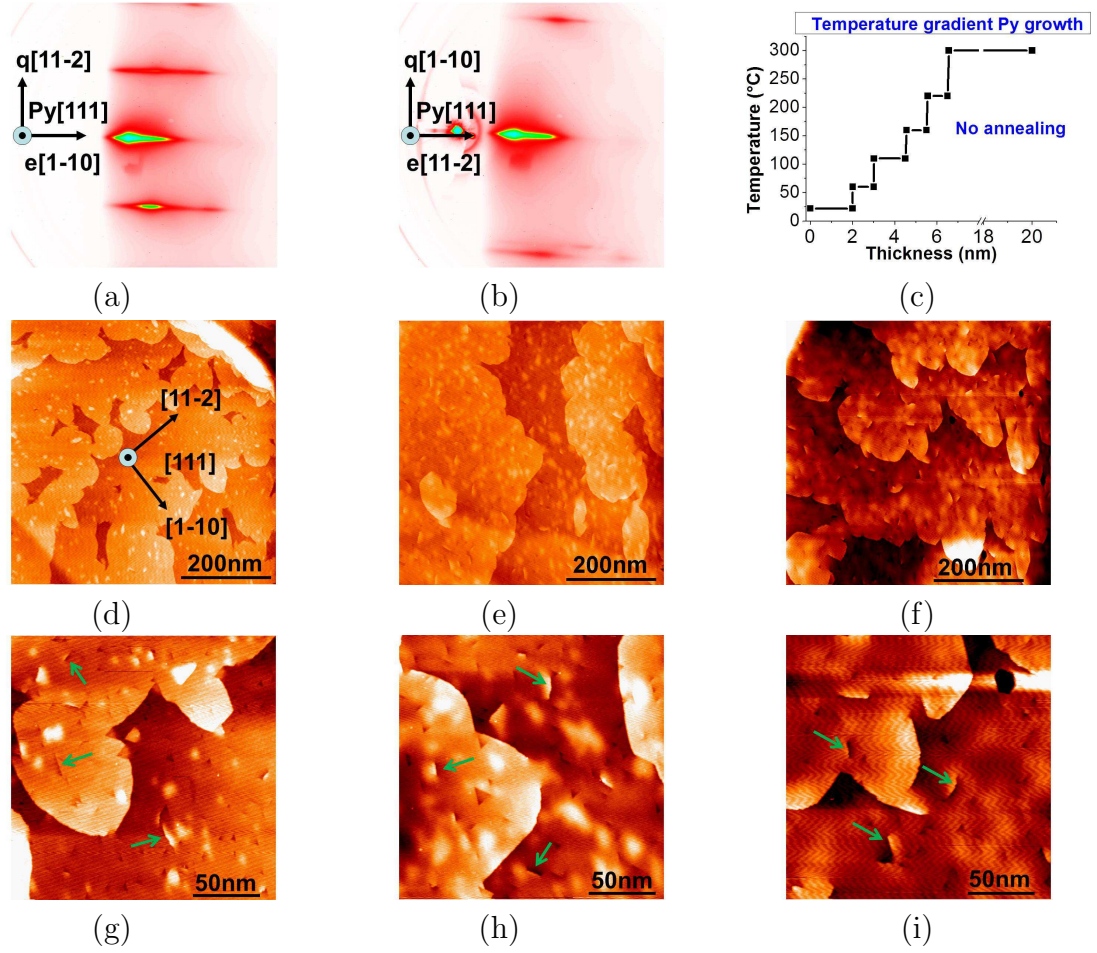 q[11-2]
Py[111]
e[1-10]
(a)
q[1-10]
Py[111]
e[11-2]
(b)
Temperature gradient Py growth
Temperature (°C)
300
250
200
150
100
50
0
No annealing
0 2 4 6 18 20
Thickness (nm)
(c)
[11-2]
[111]
[1-10]
200nm
(d)
200nm
(e)
200nm
(f)
50nm
(g)
50nm
(h)
50nm
(i)